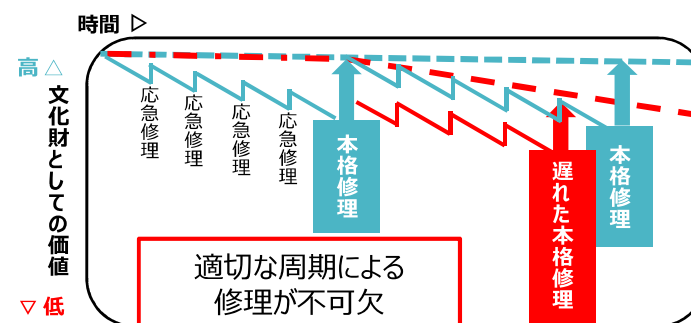 時間 ▷
高 △
文化財としての価値
▽ 低
応急修理
応急修理
応急修理
応急修理
本格修理
遅れた本格修理
本格修理
適切な周期による
修理が不可欠